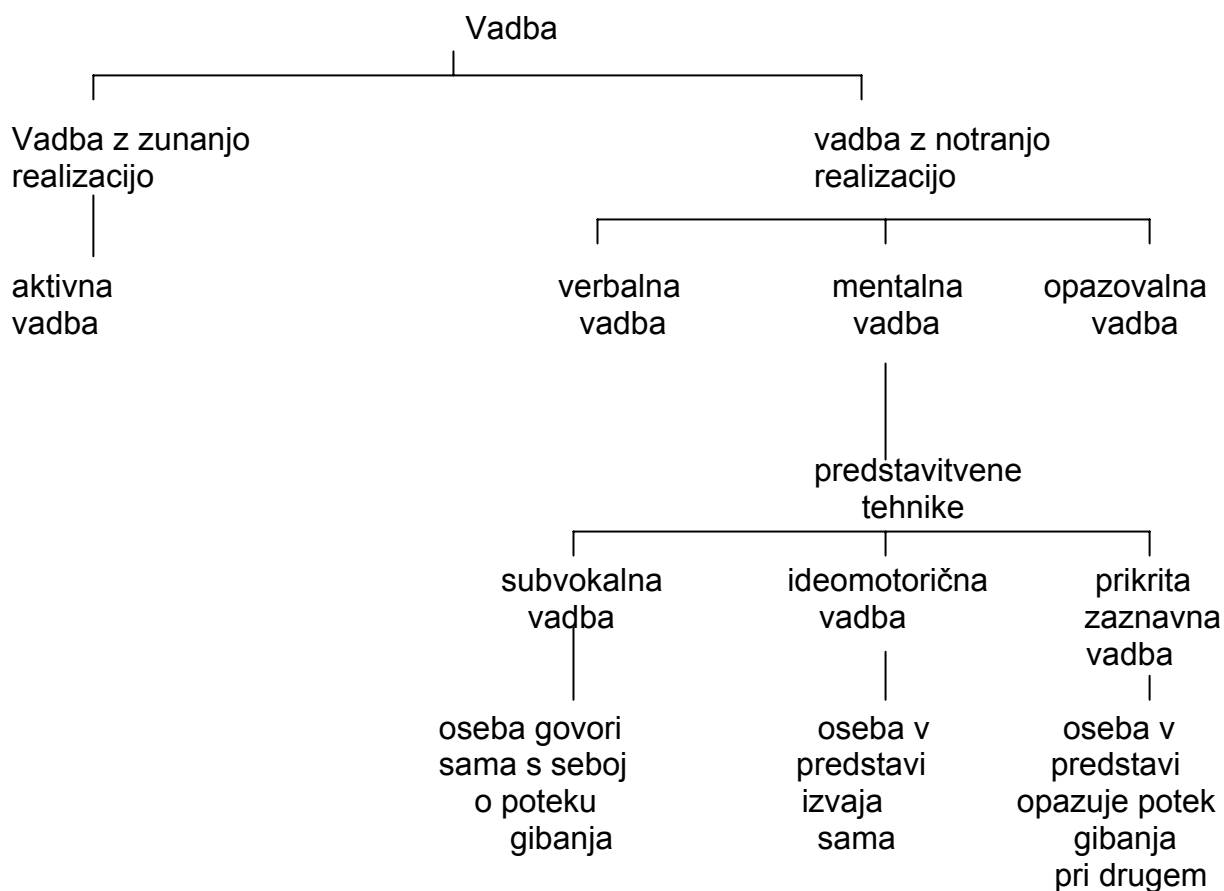 Vadba
Vadba z zunanjo
realizacijo
vadba z notranjo
realizacijo
aktivna
vadba
verbalna
vadba
mentalna
vadba
opazovalna
vadba
predstavitvene
tehnike
subvokalna
vadba
ideomotorična
vadba
prikrita
zaznavna
vadba
oseba govori
sama s seboj
o poteku
gibanja
oseba v
predstavi
izvaja
sama
oseba v
predstavi
opazuje potek
gibanja
pri drugem